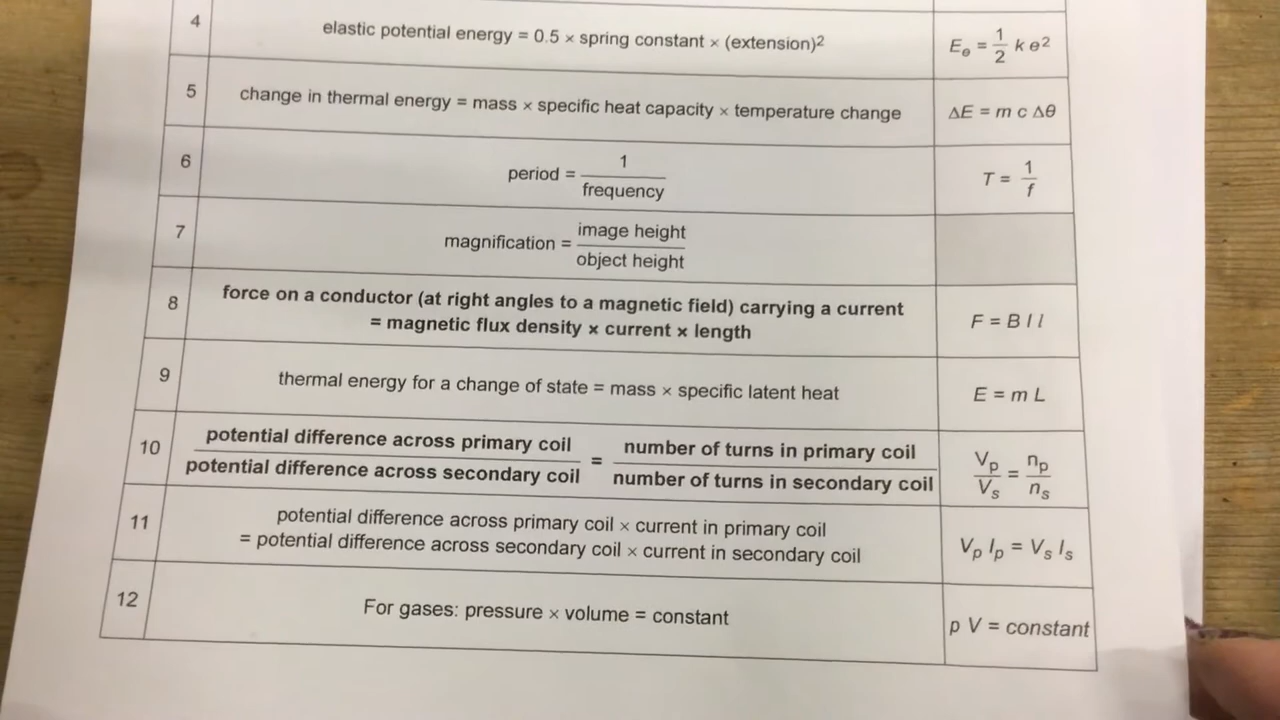 4
elastic potential energy = 0.5 × spring constant × (extension)²
Eₑ = 1/2 k e²
5
change in thermal energy = mass × specific heat capacity × temperature change
ΔE = m c Δθ
6
period = 1/frequency
T = 1/f
7
magnification = image height/object height
8
force on a conductor (at right angles to a magnetic field) carrying a current
= magnetic flux density × current × length
F = B I l
9
thermal energy for a change of state = mass × specific latent heat
E = m L
10
potential difference across primary coil/potential difference across secondary coil = number of turns in primary coil/number of turns in secondary coil
Vp/Vs = np/ns
11
potential difference across primary coil × current in primary coil
= potential difference across secondary coil × current in secondary coil
Vp Ip = Vs Is
12
For gases: pressure × volume = constant
p V = constant